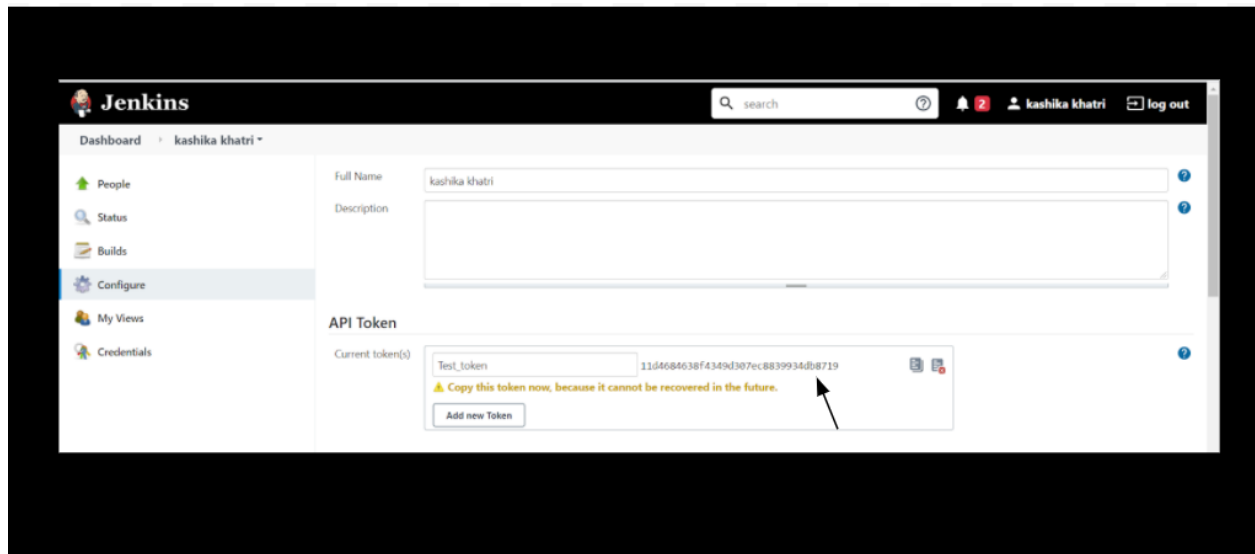 Jenkins
search
2
kashika khatri
log out
Dashboard
kashika khatri
People
Status
Builds
Configure
My Views
Credentials
Full Name
kashika khatri
Description
API Token
Current token(s)
Test_token
11d4684638f4349d307ec8839934db8719
Copy this token now, because it cannot be recovered in the future.
Add new Token